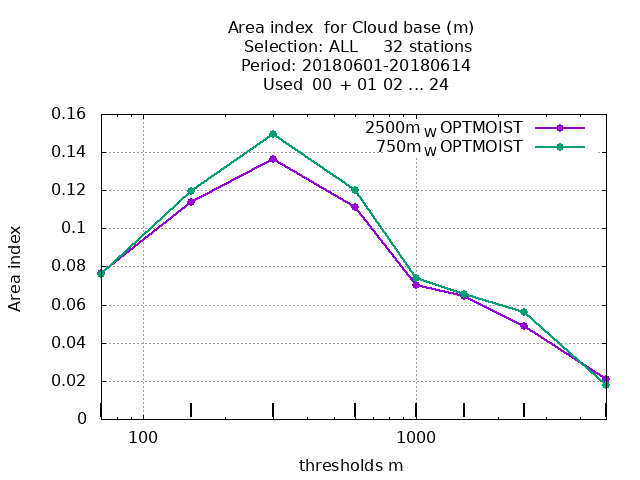 Area index  for Cloud base (m)
Selection: ALL     32 stations
Period: 20180601-20180614
Used  00  + 01 02 ... 24
0.16
0.14
0.12
0.1
0.08
0.06
0.04
0.02
0
Area index
2500m WOPTMOIST
750m WOPTMOIST
100
1000
thresholds m